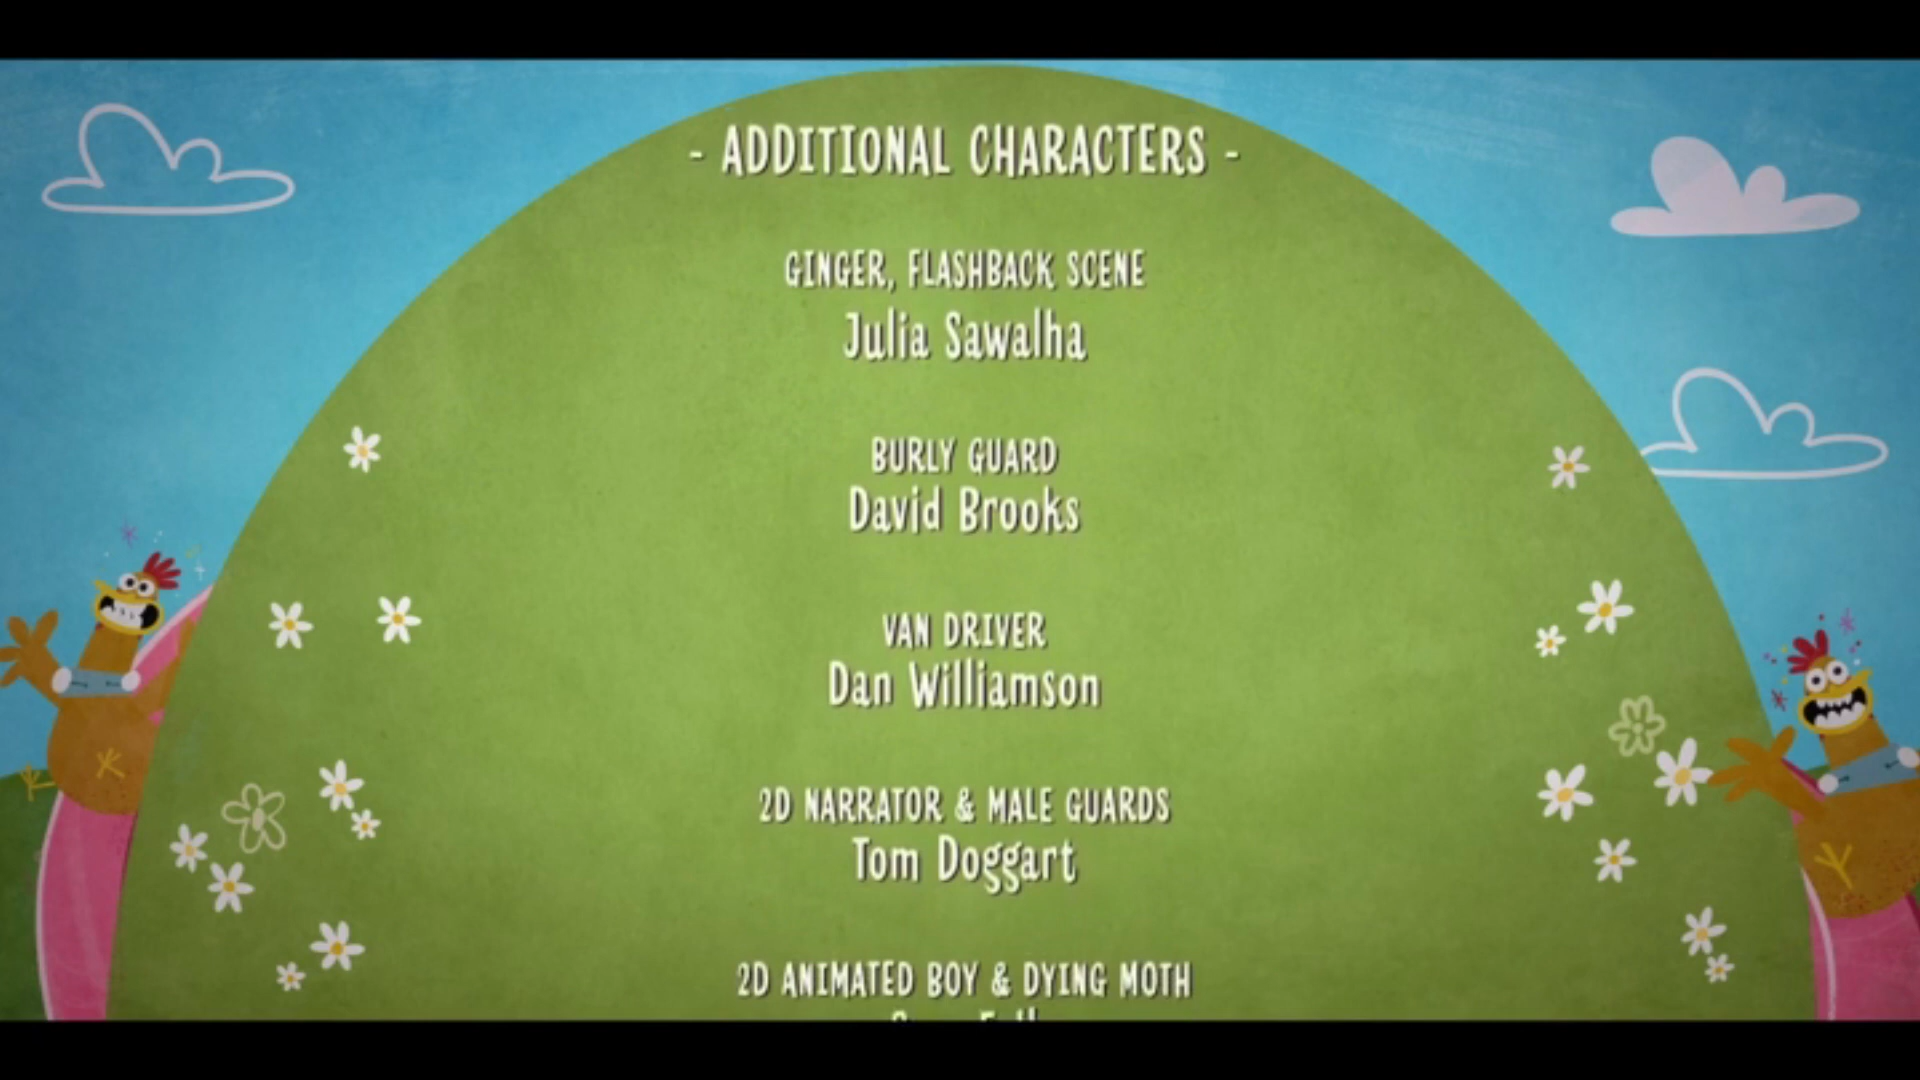 - ADDITIONAL CHARACTERS -
GINGER, FLASHBACK SCENE
Julia Sawalha
BURLY GUARD
David Brooks
VAN DRIVER
Dan Williamson
2D NARRATOR & MALE GUARDS
Tom Doggart
2D ANIMATED BOY & DYING MOTH